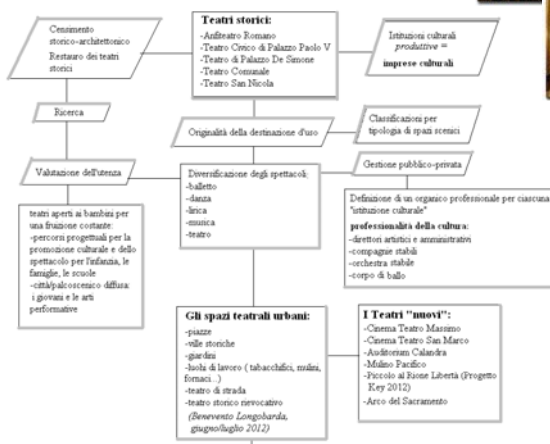 Teatri storici:
-Anfiteatro Romano
-Teatro Civico di Palazzo Paolo V
-Teatro di Palazzo De Simone
-Teatro Comunale
-Teatro San Nicola
Censimento
storico-architettonico
Restauro dei teatri
storici
Istituzioni culturali
produttive =
imprese culturali
Ricerca
Originalità della destinazione d'uso
Classificazioni per
tipologia di spazi scenici
Valutazione dell'utenza
Diversificazione degli spettacoli:
-balletto
-danza
-lirica
-musica
-teatro
Gestione pubblico-privata
teatri aperti ai bambini per
una fruizione costante:
-percorsi progettuali per la
promozione culturale e dello
spettacolo per l'infanzia, le
famiglie, le scuole
-città/palcoscenico diffusa:
i giovani e le arti
performative
Definizione di un organico professionale per ciascuna
"istituzione culturale"
professionalità della cultura:
-direttori artistici e amministrativi
-compagnie stabili
-orchestra stabile
-corpo di ballo
Gli spazi teatrali urbani:
-piazze
-ville storiche
-giardini
-luohi di lavoro ( tabacchifici, mulini,
fornaci...)
-teatro di strada
-teatro storico rievocativo
(Benevento Longobarda,
giugno/luglio 2012)
I Teatri "nuovi":
-Cinema Teatro Massimo
-Cinema Teatro San Marco
-Auditorium Calandra
-Mulino Pacifico
-Piccolo al Rione Libertà (Progetto
Key 2012)
-Arco del Sacramento